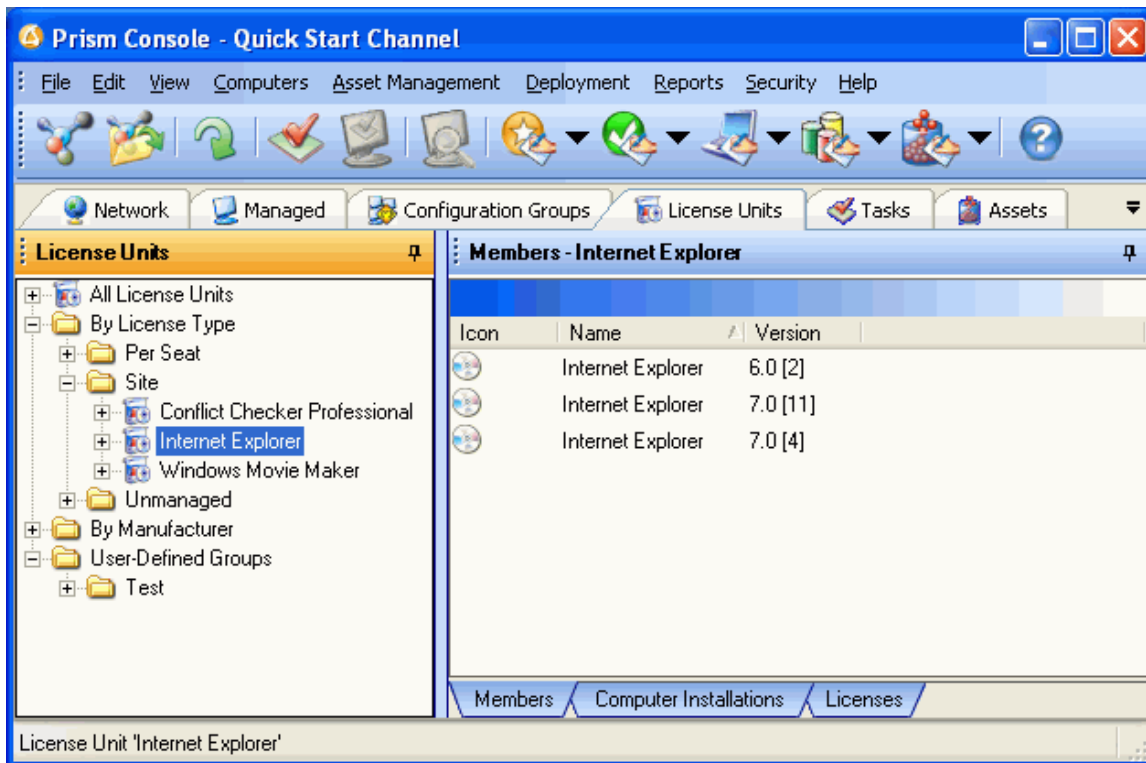 Prism Console - Quick Start Channel
File Edit View Computers Asset Management Deployment Reports Security Help
Network Managed Configuration Groups License Units Tasks Assets
License Units
Members - Internet Explorer
All License Units
By License Type
Per Seat
Site
Conflict Checker Professional
Internet Explorer
Windows Movie Maker
Unmanaged
By Manufacturer
User-Defined Groups
Test
Icon Name Version
Internet Explorer 6.0 [2]
Internet Explorer 7.0 [11]
Internet Explorer 7.0 [4]
Members Computer Installations Licenses
License Unit 'Internet Explorer'